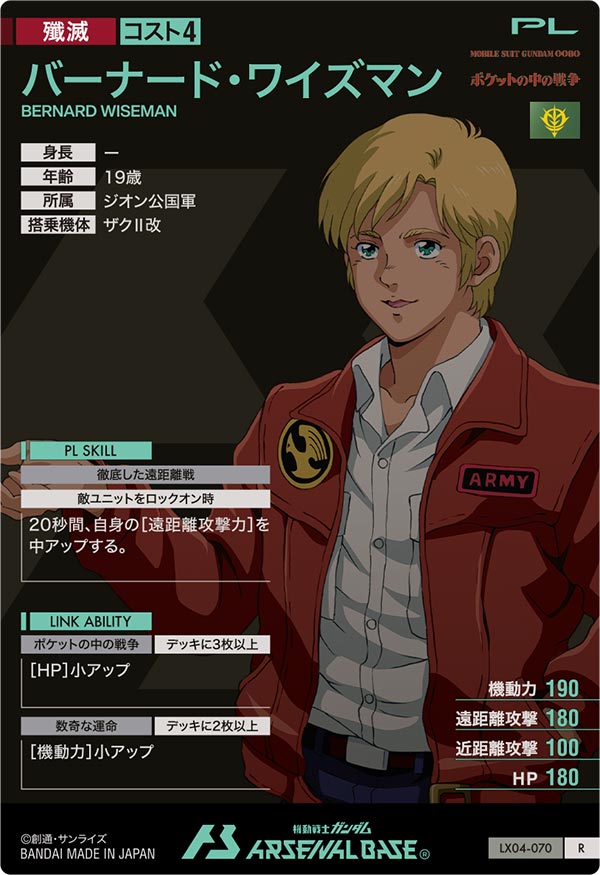 殲滅 コスト4
PL
バーナード・ワイズマン
BERNARD WISEMAN
MOBILE SUIT GUNDAM 0080
ポケットの中の戦争
身長 ー
年齢 19歳
所属 ジオン公国軍
搭乗機体 ザクII改
ARMY
PL SKILL
徹底した遠距離戦
敵ユニットをロックオン時
20秒間、自身の[遠距離攻撃力]を
中アップする。
LINK ABILITY
ポケットの中の戦争 デッキに3枚以上
[HP]小アップ
数奇な運命 デッキに2枚以上
[機動力]小アップ
機動力 190
遠距離攻撃 180
近距離攻撃 100
HP 180
©創通・サンライズ
BANDAI MADE IN JAPAN
機動戦士ガンダム
AB ARSENAL BASE®
LX04-070 R